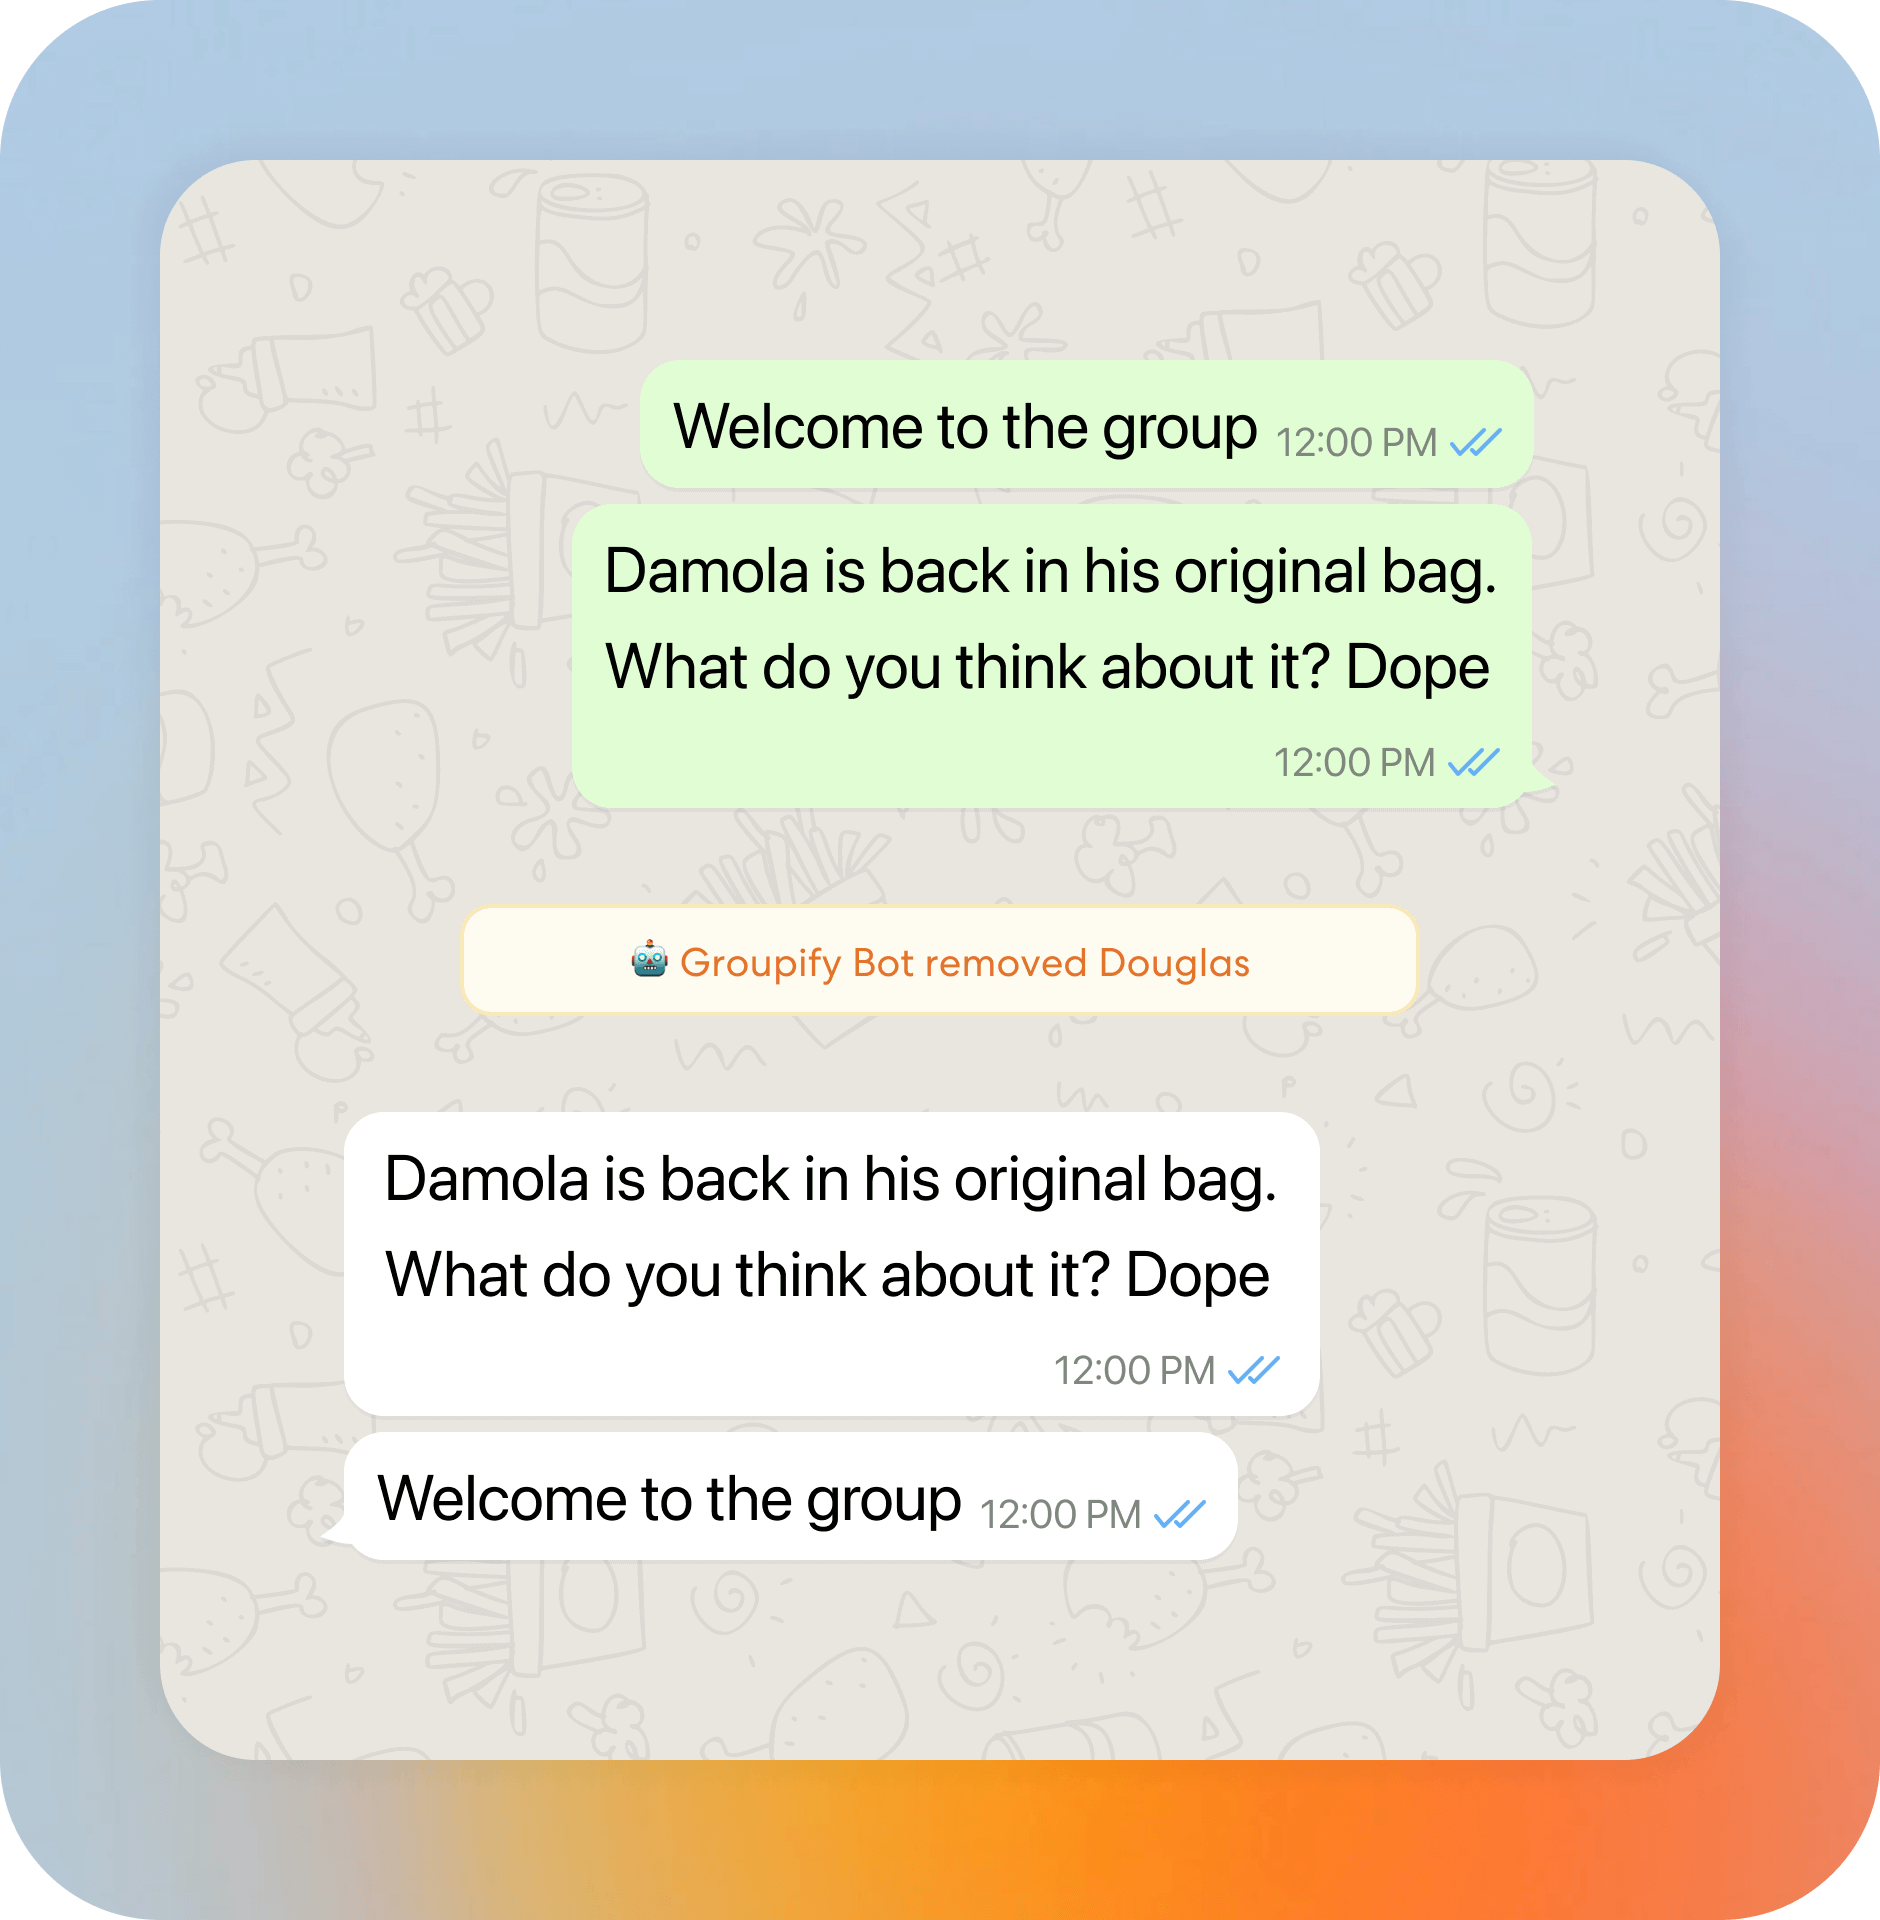 Welcome to the group 12:00 PM
Damola is back in his original bag.
What do you think about it? Dope
12:00 PM
🤖 Groupify Bot removed Douglas
Damola is back in his original bag.
What do you think about it? Dope
12:00 PM
Welcome to the group 12:00 PM